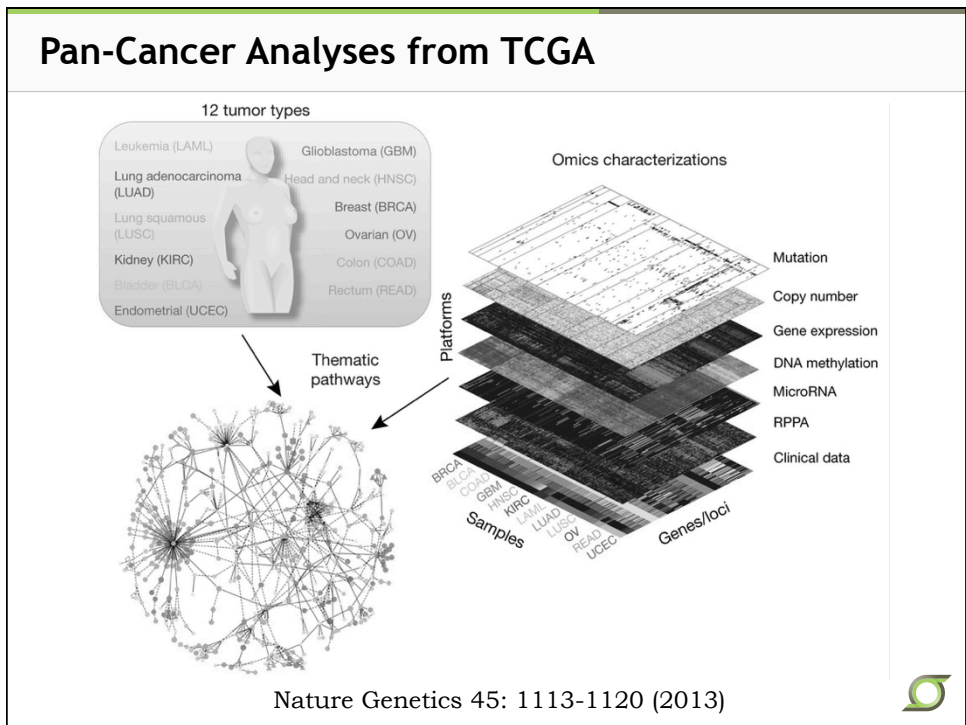 Pan-Cancer Analyses from TCGA
12 tumor types
Leukemia (LAML)
Lung adenocarcinoma
(LUAD)
Lung squamous
(LUSC)
Kidney (KIRC)
Bladder (BLCA)
Endometrial (UCEC)
Glioblastoma (GBM)
Head and neck (HNSC)
Breast (BRCA)
Ovarian (OV)
Colon (COAD)
Rectum (READ)
Thematic
pathways
Omics characterizations
Platforms
Mutation
Copy number
Gene expression
DNA methylation
MicroRNA
RPPA
Clinical data
BRCA
BLCA
COAD
GBM
HNSC
KIRC
LAML
LUAD
LUSC
OV
READ
UCEC
Samples
Genes/loci
Nature Genetics 45: 1113-1120 (2013)